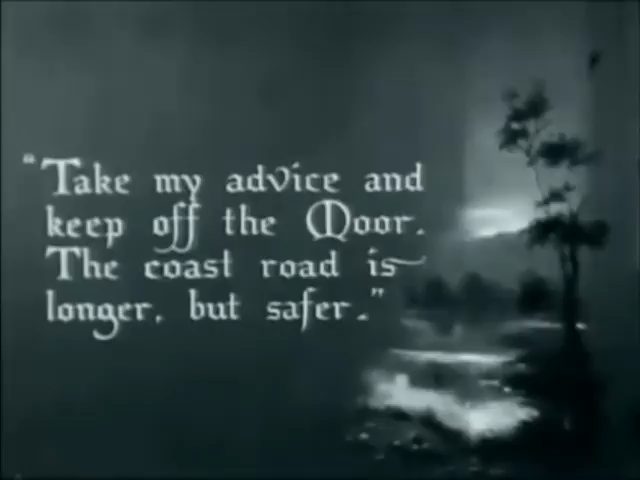 "Take my advice and
keep off the Moor.
The coast road is
longer, but safer."